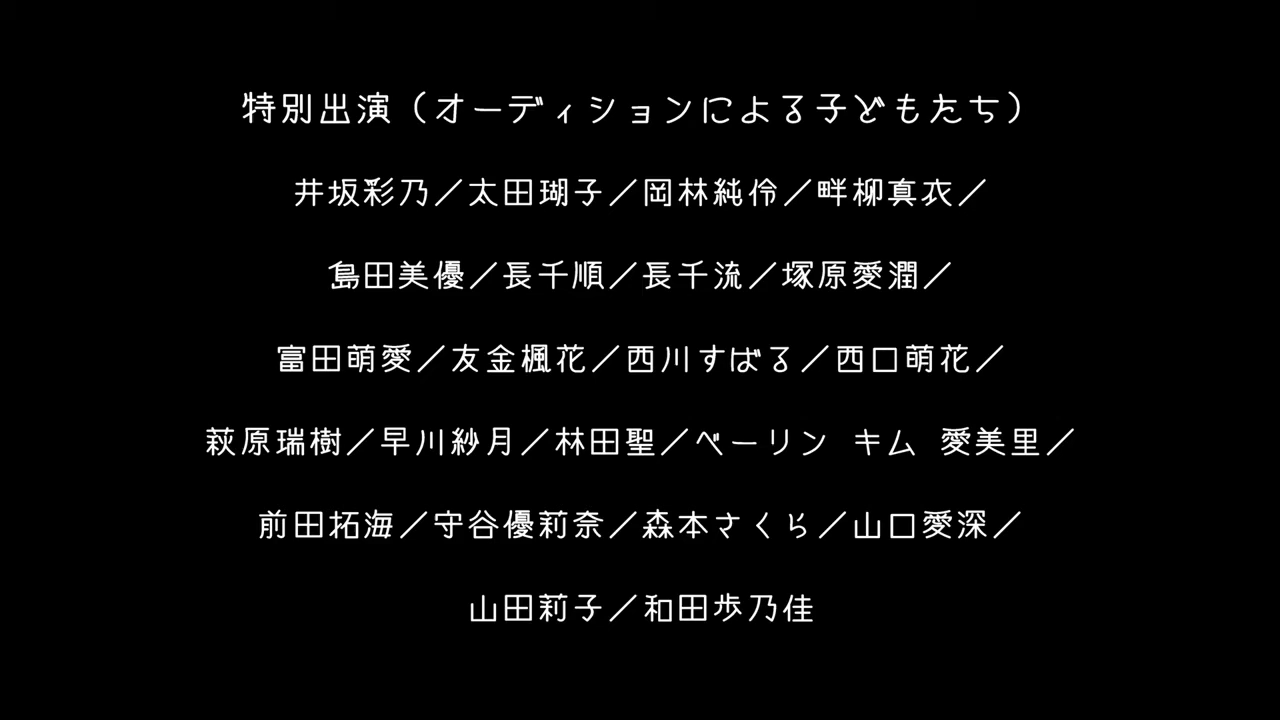 特別出演（オーディションによる子どもたち）
井坂彩乃／太田瑚子／岡林純伶／畔柳真衣／
島田美優／長千順／長千流／塚原愛潤／
富田萌愛／友金楓花／西川すばる／西口萌花／
萩原瑞樹／早川紗月／林田聖／ベーリン キム 愛美里／
前田拓海／守谷優莉奈／森本さくら／山口愛深／
山田莉子／和田歩乃佳